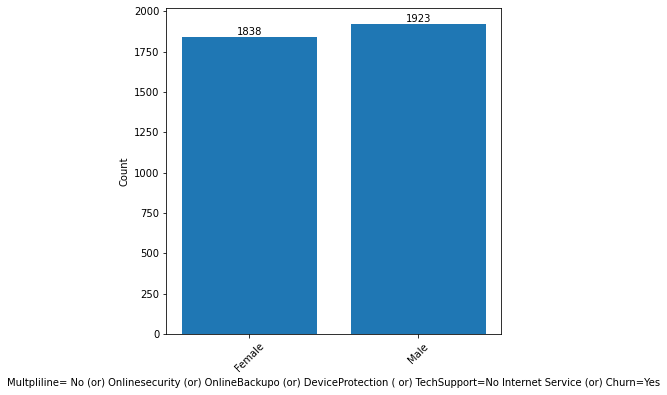 2000
1750
1500
1250
1000
750
500
250
0
Count
1838
1923
Female
Male
Multpliline= No (or) Onlinesecurity (or) OnlineBackupo (or) DeviceProtection ( or) TechSupport=No Internet Service (or) Churn=Yes